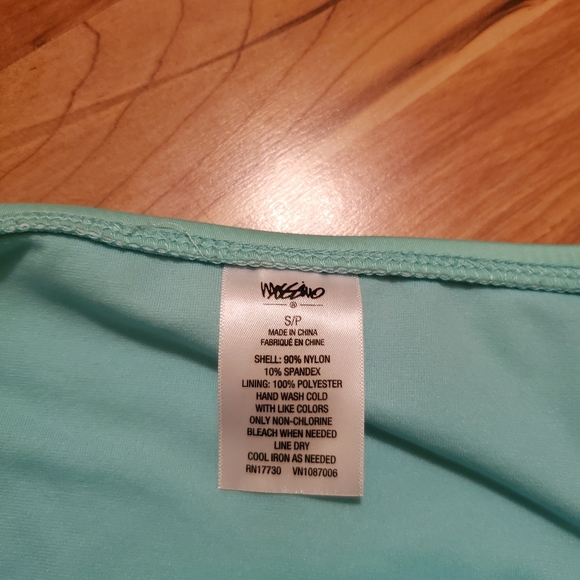 mossimo
®
S/P
MADE IN CHINA
FABRIQUÉ EN CHINE
SHELL: 90% NYLON
10% SPANDEX
LINING: 100% POLYESTER
HAND WASH COLD
WITH LIKE COLORS
ONLY NON-CHLORINE
BLEACH WHEN NEEDED
LINE DRY
COOL IRON AS NEEDED
RN17730 VN1087006